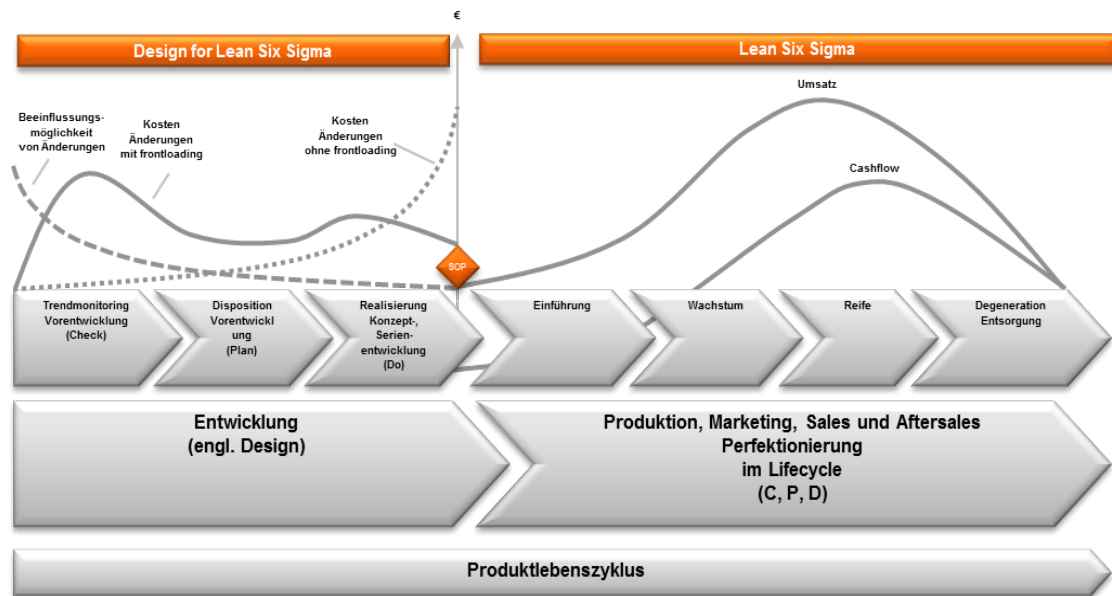 €
Design for Lean Six Sigma
Lean Six Sigma
Beeinflussungs-
möglichkeit
von Änderungen
Kosten
Änderungen
mit frontloading
Kosten
Änderungen
ohne frontloading
Umsatz
Cashflow
SOP
Trendmonitoring
Vorentwicklung
(Check)
Disposition
Vorentwickl
ung
(Plan)
Realisierung
Konzept-,
Serien-
entwicklung
(Do)
Einführung
Wachstum
Reife
Degeneration
Entsorgung
Entwicklung
(engl. Design)
Produktion, Marketing, Sales und Aftersales
Perfektionierung
im Lifecycle
(C, P, D)
Produktlebenszyklus